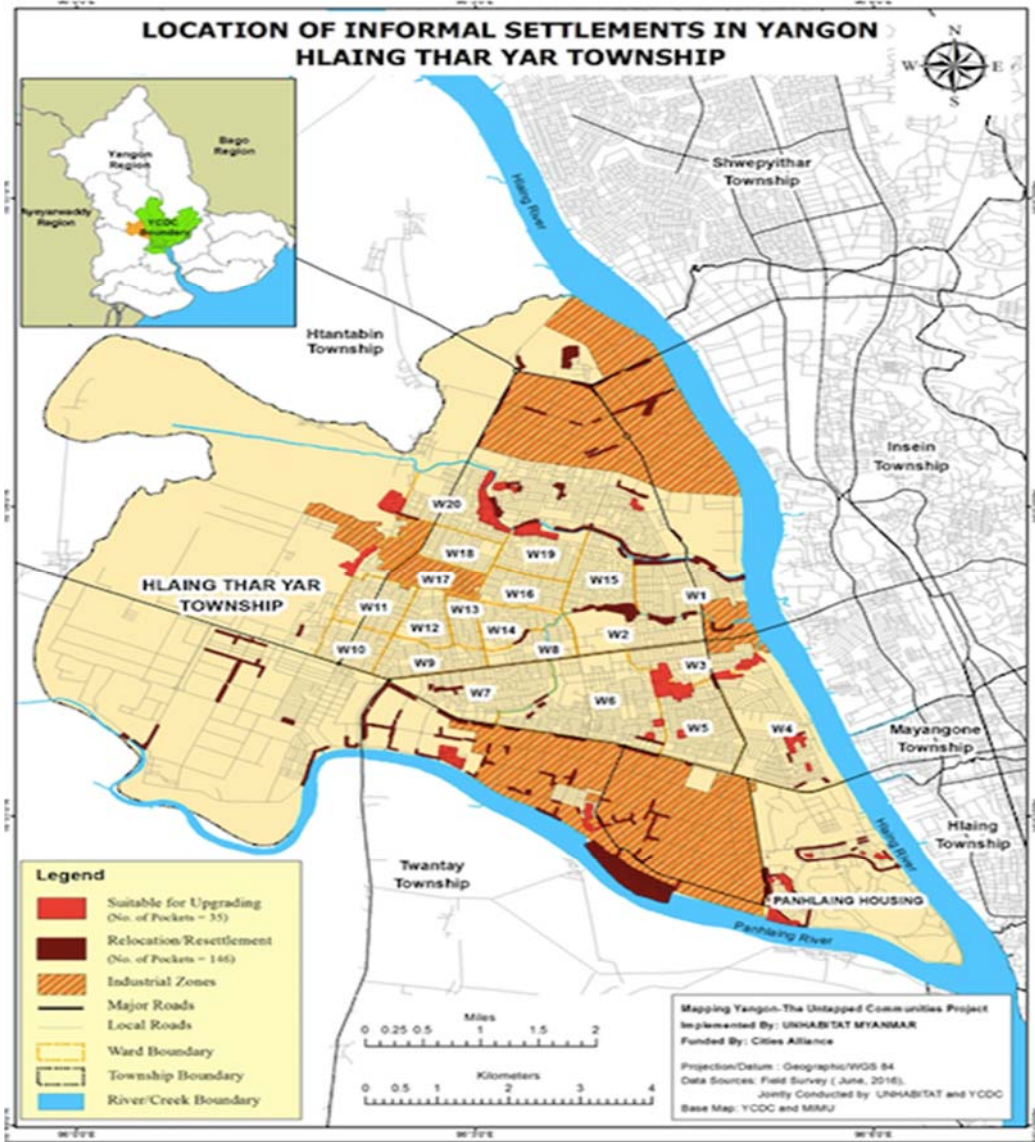 LOCATION OF INFORMAL SETTLEMENTS IN YANGON
HLAING THAR YAR TOWNSHIP
N
W
E
S
Bago
Region
Yangon
Region
Region
YCDC
Boundary
Shwepyithar
Township
Hlaing River
Htantabin
Township
Insein
Township
W20
W18
W19
W17
W15
W16
W1
HLAING THAR YAR
TOWNSHIP
W11
W13
W12
W14
W2
W10
W8
W9
W3
W7
W6
W5
W4
Mayangone
Township
Hlaing
Township
Hlaing River
Twantay
Township
PANHLAING HOUSING
Panhlaing River
Legend
Suitable for Upgrading
(No. of Pockets = 35)
Relocation/Resettlement
(No. of Pockets = 146)
Industrial Zones
Major Roads
Local Roads
Ward Boundary
Township Boundary
River/Creek Boundary
Miles
0 0.25 0.5 1 1.5 2
Kilometers
0 0.5 1 2 3 4
Mapping Yangon-The Untapped Communities Project
Implemented By: UNHABITAT MYANMAR
Funded By: Cities Alliance
Projection/Datum : Geographic/WGS 84
Data Sources: Field Survey ( June, 2016),
Jointly Conducted by UNHABITAT and YCDC
Base Map: YCDC and MIMU